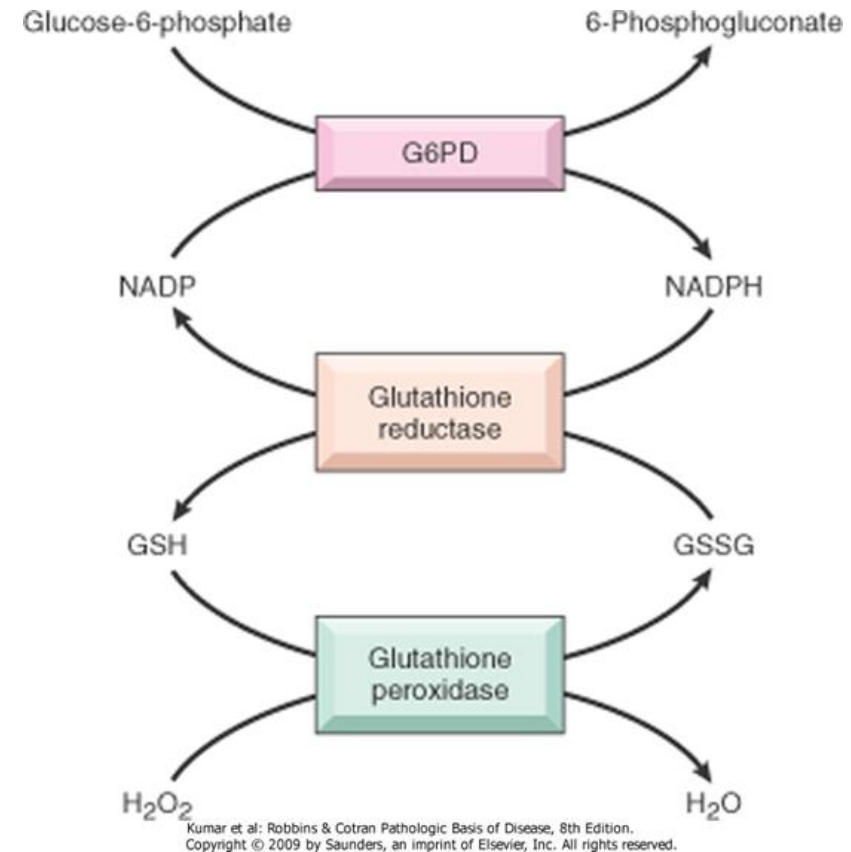 Glucose-6-phosphate
6-Phosphogluconate
G6PD
NADP
NADPH
Glutathione
reductase
GSH
GSSG
Glutathione
peroxidase
H₂O₂
H₂O
Kumar et al: Robbins & Cotran Pathologic Basis of Disease, 8th Edition.
Copyright © 2009 by Saunders, an imprint of Elsevier, Inc. All rights reserved.